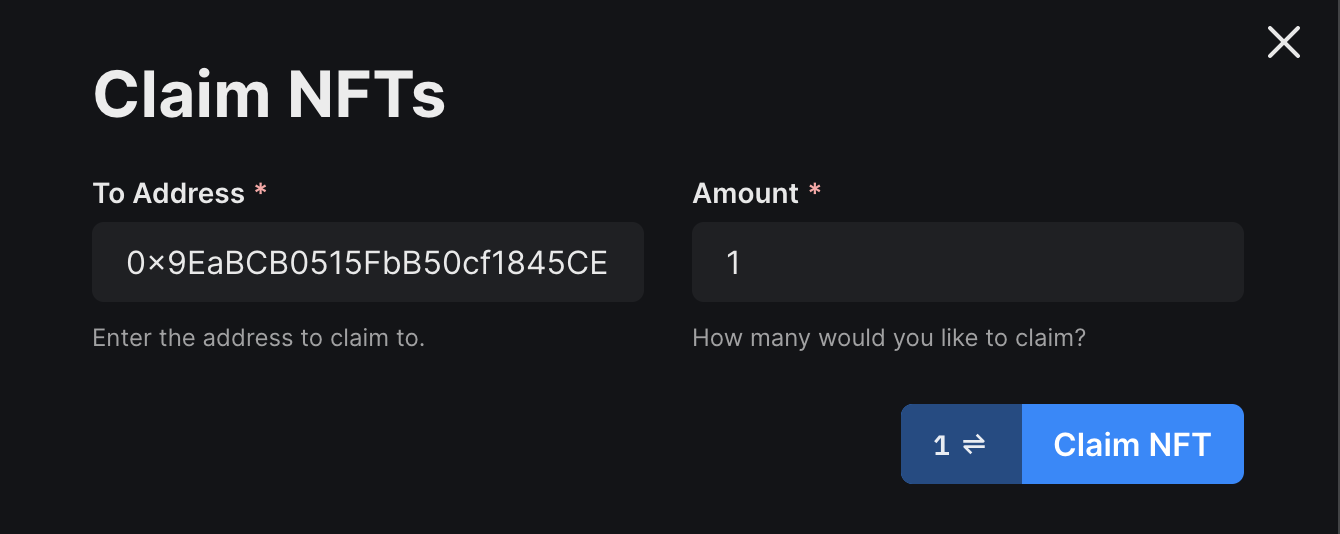 Claim NFTs
To Address *
Amount *
0x9EaBCB0515FbB50cf1845CE
1
Enter the address to claim to.
How many would you like to claim?
1 ⇌ Claim NFT